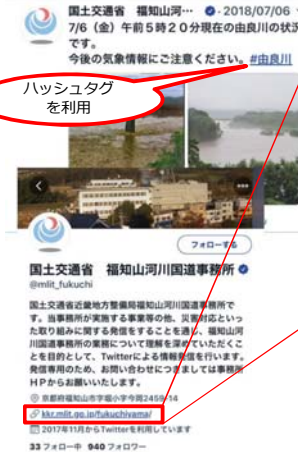 国土交通省 福知山河… ・2018/07/06
7/6（金）午前5時２０分現在の由良川の状況
です。
今後の気象情報にご注意ください。#由良川
ハッシュタグ
を利用
フォローする
国土交通省 福知山河川国道事務所
@mlit_fukuchi
国土交通省近畿地方整備局福知山河川国道事務所で
す。当事務所が実施する事業等の他、災害対応といっ
た取り組みに関する発信をすることを通し、福知山河
川国道事務所の業務について理解を深めていただくこ
とを目的として、Twitterによる情報発信を行います。
発信専用のため、お問い合わせにつきましては事務所
ＨＰからお願いいたします。
京都府福知山市字堀小字今岡2459-14
kkr.mlit.go.jp/fukuchiyama/
2017年11月からTwitterを利用しています
33 フォロー中 940 フォロワー